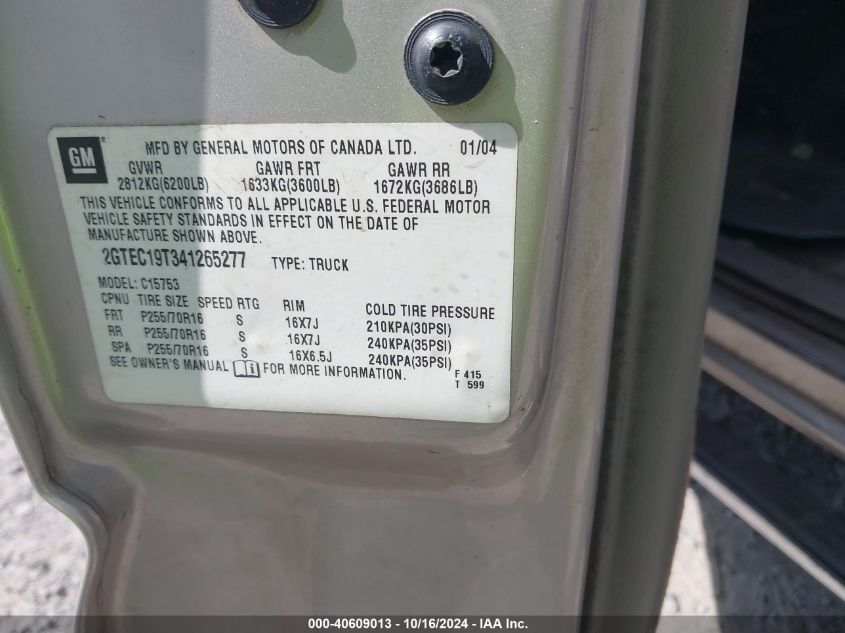 GM
MFD BY GENERAL MOTORS OF CANADA LTD. 01/04
GVWR GAWR FRT GAWR RR
2812KG(6200LB) 1633KG(3600LB) 1672KG(3686LB)
THIS VEHICLE CONFORMS TO ALL APPLICABLE U.S. FEDERAL MOTOR
VEHICLE SAFETY STANDARDS IN EFFECT ON THE DATE OF
MANUFACTURE SHOWN ABOVE.
2GTEC19T341265277 TYPE: TRUCK
MODEL: C15753
CPNU TIRE SIZE SPEED RTG RIM COLD TIRE PRESSURE
FRT P255/70R16 S 16X7J 210KPA(30PSI)
RR P255/70R16 S 16X7J 240KPA(35PSI)
SPA P255/70R16 S 16X6.5J 240KPA(35PSI)
SEE OWNER'S MANUAL FOR MORE INFORMATION. F 415
T 599
000-40609013 - 10/16/2024 - IAA Inc.